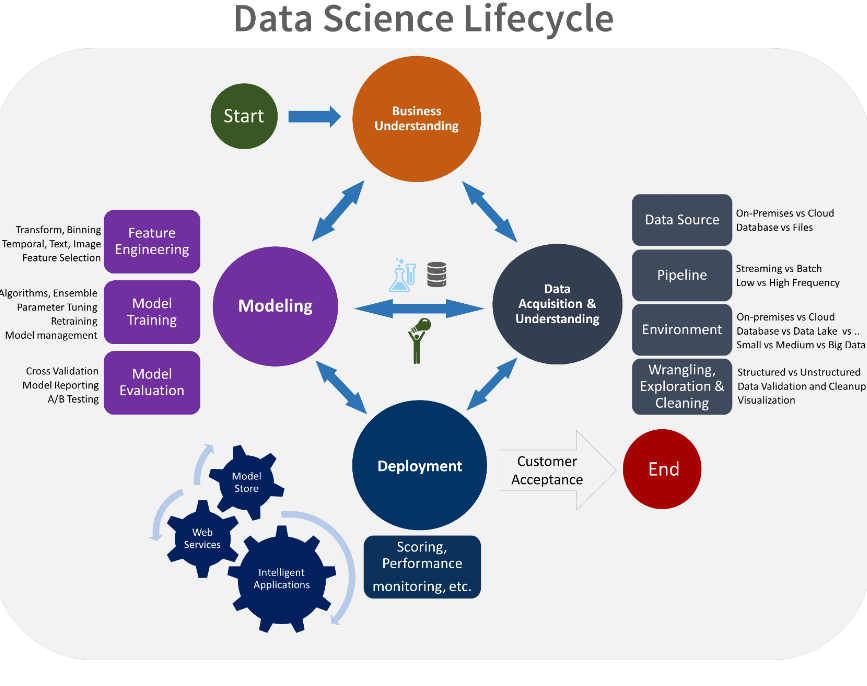 Data Science Lifecycle
Start
Business
Understanding
Feature
Engineering
Transform, Binning
Temporal, Text, Image
Feature Selection
Model
Training
Algorithms, Ensemble
Parameter Tuning
Retraining
Model management
Model
Evaluation
Cross Validation
Model Reporting
A/B Testing
Modeling
Data
Acquisition &
Understanding
Data Source
On-Premises vs Cloud
Database vs Files
Pipeline
Streaming vs Batch
Low vs High Frequency
Environment
On-premises vs Cloud
Database vs Data Lake vs ..
Small vs Medium vs Big Data
Wrangling,
Exploration &
Cleaning
Structured vs Unstructured
Data Validation and Cleanup
Visualization
Deployment
Customer
Acceptance
End
Scoring,
Performance
monitoring, etc.
Model
Store
Web
Services
Intelligent
Applications